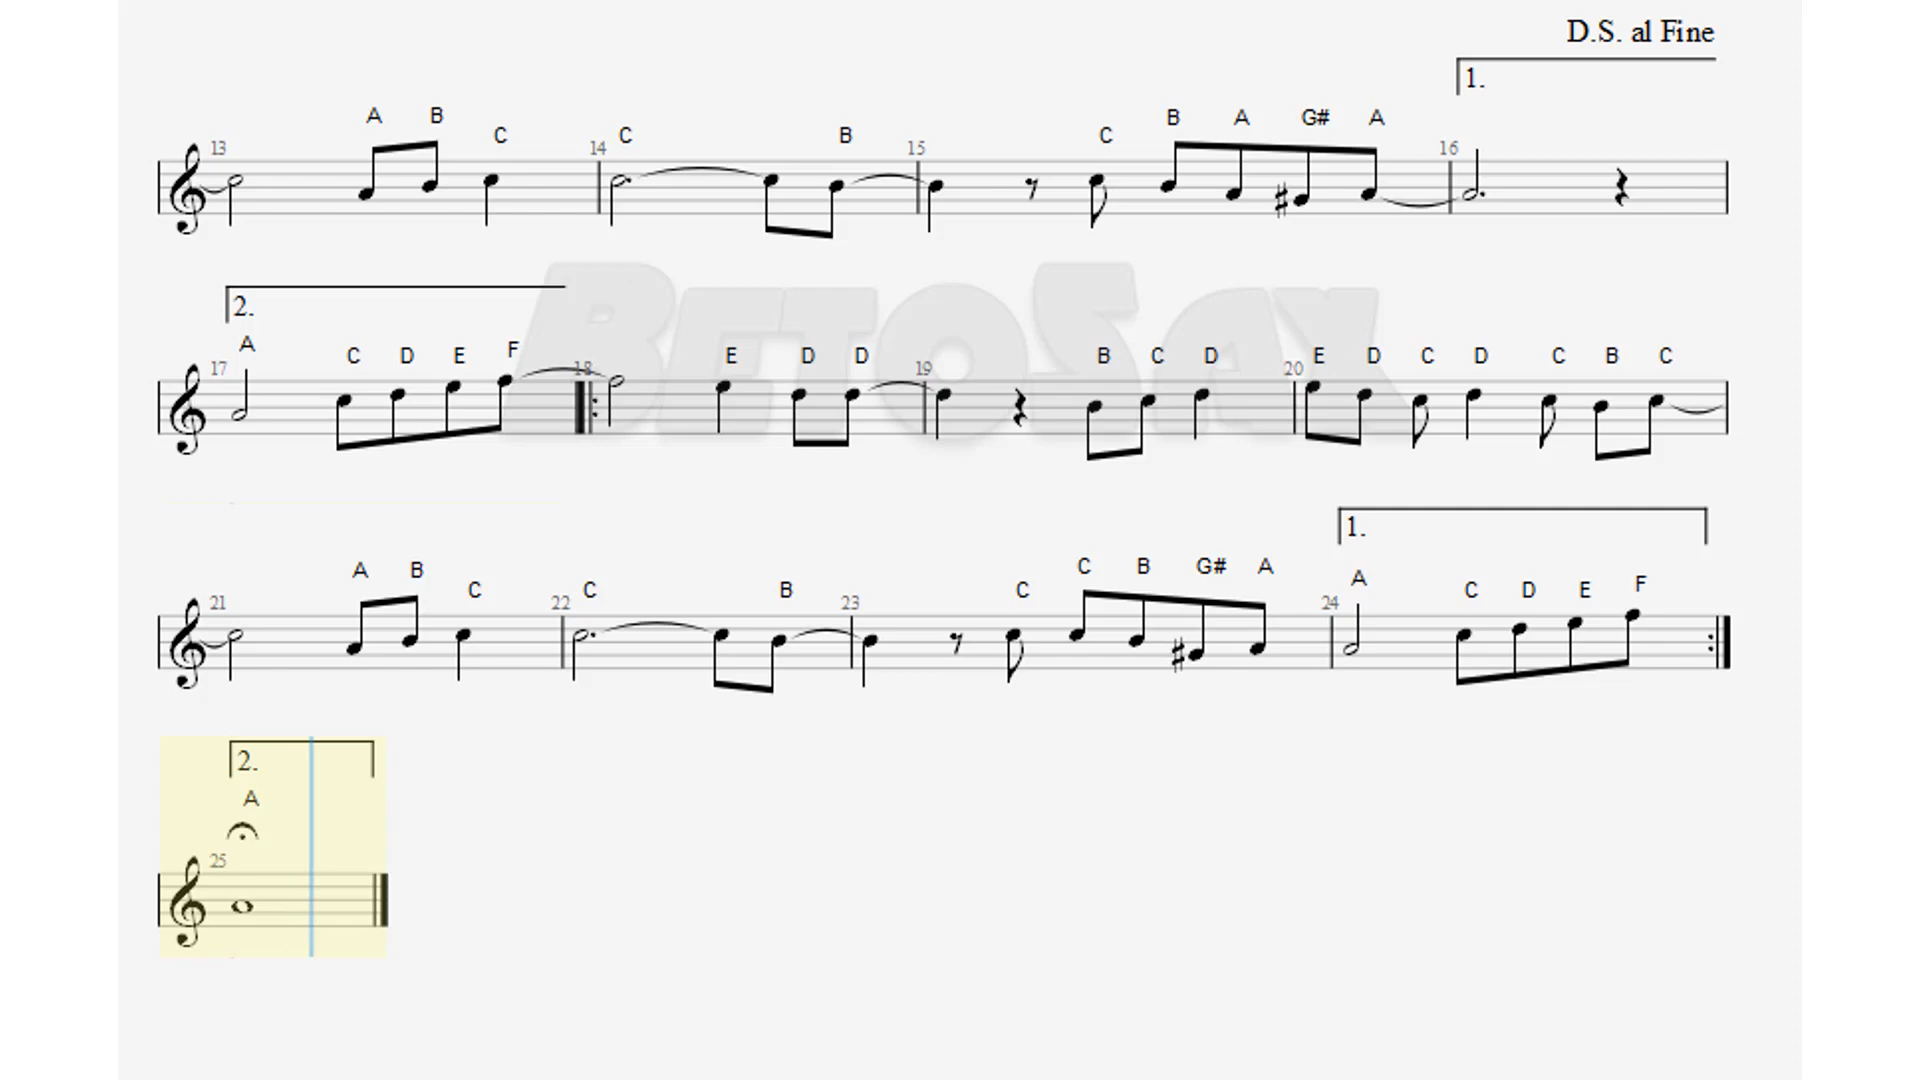 D.S. al Fine
1.
A B C C B C B A G# A
13 14 15 16
BETOSAX
2.
A C D E F E D D B C D E D C D C B C
17 18 19 20
1.
A B C C B C C B G# A A C D E F
21 22 23 24
2.
A
25